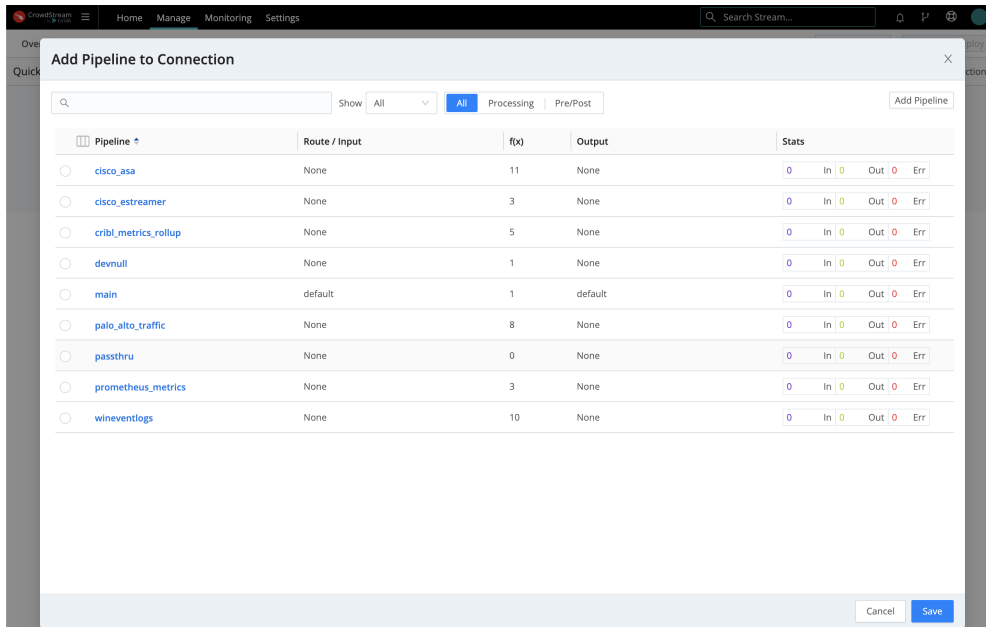 CrowdStream Home Manage Monitoring Settings Search Stream...
by CRIBL
Ove ploy
Quick ction
Add Pipeline to Connection
Show All All Processing Pre/Post Add Pipeline
Pipeline Route / Input f(x) Output Stats
cisco_asa None 11 None 0 In 0 Out 0 Err
cisco_estreamer None 3 None 0 In 0 Out 0 Err
cribl_metrics_rollup None 5 None 0 In 0 Out 0 Err
devnull None 1 None 0 In 0 Out 0 Err
main default 1 default 0 In 0 Out 0 Err
palo_alto_traffic None 8 None 0 In 0 Out 0 Err
passthru None 0 None 0 In 0 Out 0 Err
prometheus_metrics None 3 None 0 In 0 Out 0 Err
wineventlogs None 10 None 0 In 0 Out 0 Err
Cancel Save